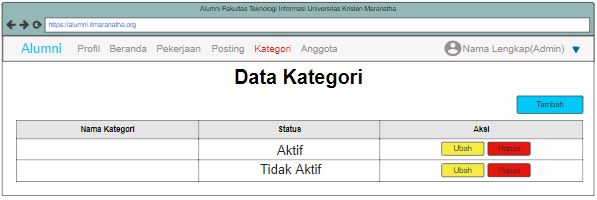 Alumni Fakultas Teknologi Informasi Universitas Kristen Maranatha
https://alumni.itmaranatha.org
Alumni Profil Beranda Pekerjaan Posting Kategori Anggota Nama Lengkap(Admin)
Data Kategori
Tambah
Nama Kategori Status Aksi
Aktif Ubah Hapus
Tidak Aktif Ubah Hapus